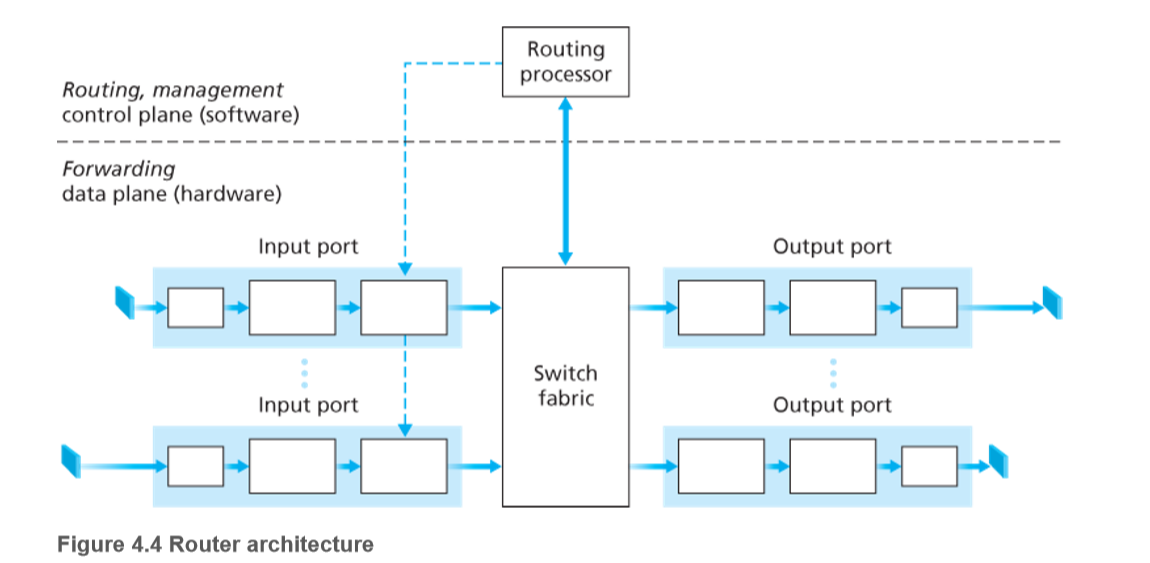 Routing
processor
Routing, management
control plane (software)
Forwarding
data plane (hardware)
Input port
Output port
Switch
fabric
Input port
Output port
Figure 4.4 Router architecture